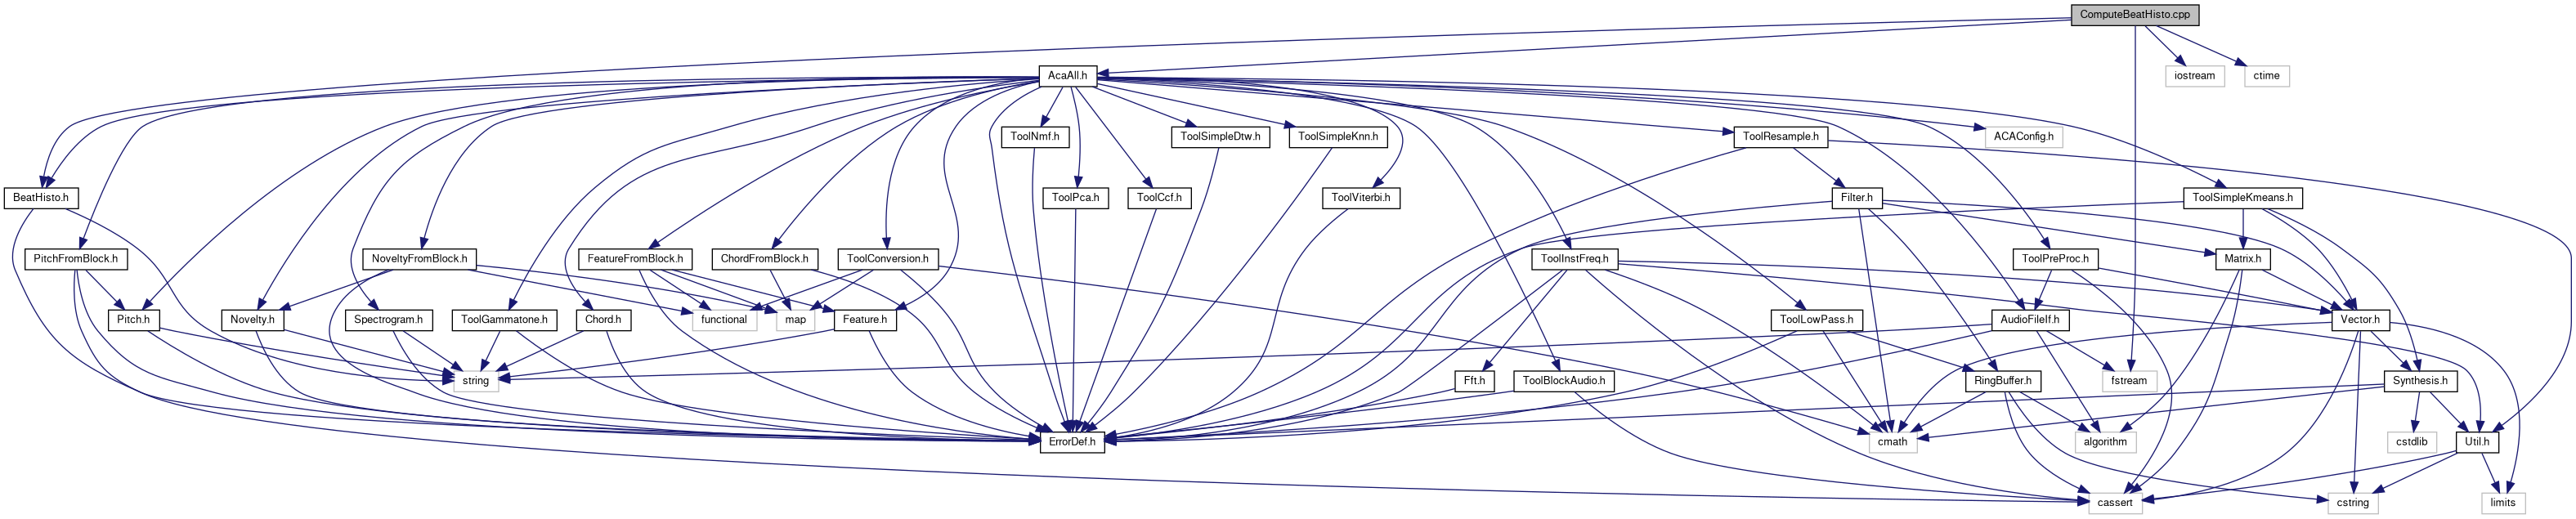 ComputeBeatHisto.cpp
AcaAll.h
iostream
ctime
ToolNmf.h
ToolSimpleDtw.h
ToolSimpleKnn.h
ToolResample.h
ACAConfig.h
BeatHisto.h
ToolPca.h
ToolCcf.h
ToolViterbi.h
Filter.h
ToolSimpleKmeans.h
PitchFromBlock.h
NoveltyFromBlock.h
FeatureFromBlock.h
ChordFromBlock.h
ToolConversion.h
ToolInstFreq.h
ToolPreProc.h
Matrix.h
Pitch.h
Novelty.h
Spectrogram.h
ToolGammatone.h
Chord.h
functional
map
Feature.h
ToolLowPass.h
AudioFileIf.h
Vector.h
string
Fft.h
ToolBlockAudio.h
RingBuffer.h
fstream
Synthesis.h
ErrorDef.h
cmath
algorithm
cstdlib
Util.h
cassert
cstring
limits